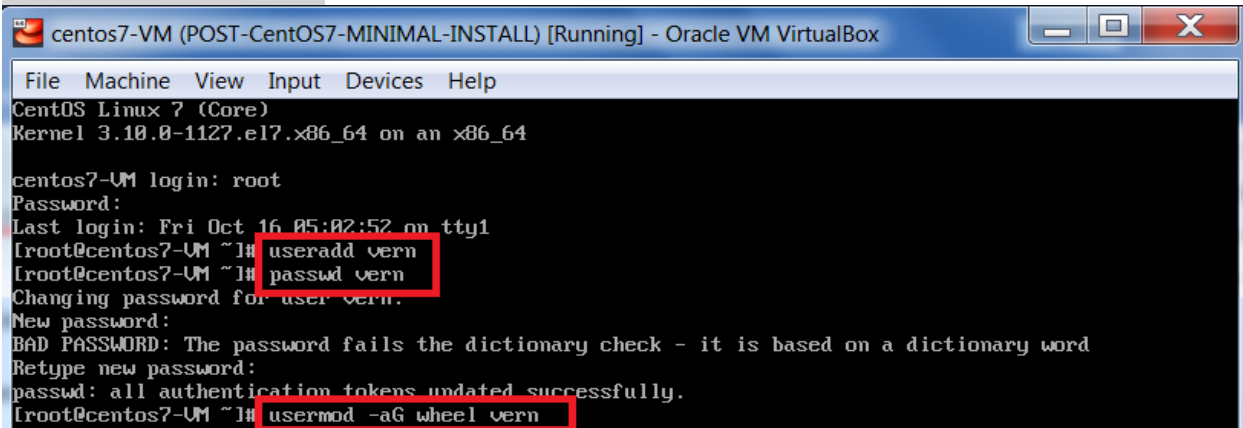 centos7-VM (POST-CentOS7-MINIMAL-INSTALL) [Running] - Oracle VM VirtualBox
File Machine View Input Devices Help
CentOS Linux 7 (Core)
Kernel 3.10.0-1127.el7.x86_64 on an x86_64
centos7-VM login: root
Password:
Last login: Fri Oct 16 05:02:52 on tty1
[root@centos7-VM ~]# useradd vern
[root@centos7-VM ~]# passwd vern
Changing password for user vern.
New password:
BAD PASSWORD: The password fails the dictionary check - it is based on a dictionary word
Retype new password:
passwd: all authentication tokens updated successfully.
[root@centos7-VM ~]# usermod -aG wheel vern